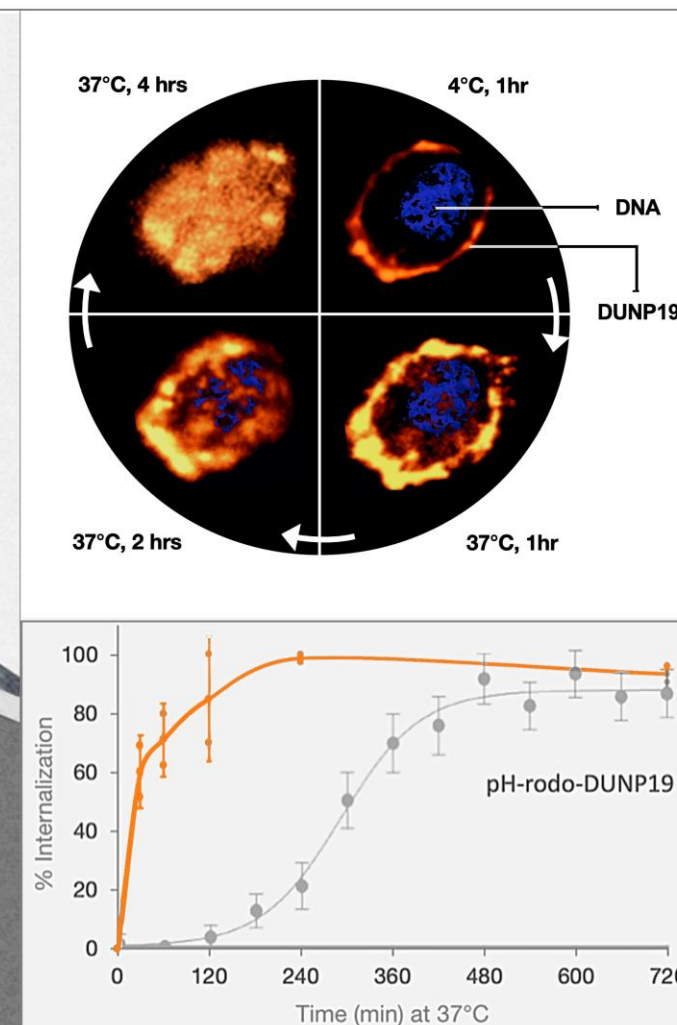 37°C, 4 hrs
4°C, 1hr
DNA
DUNP19
37°C, 2 hrs
37°C, 1hr
100
80
60
40
20
0
% Internalization
pH-rodo-DUNP19
0 120 240 360 480 600 720
Time (min) at 37°C